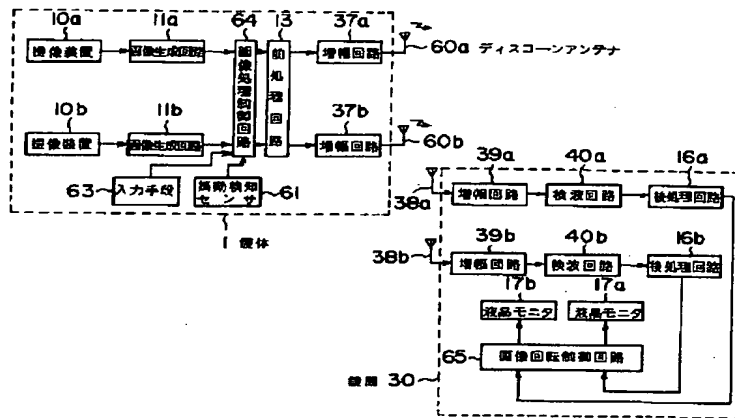 10a 11a 64 13 37a
撮像装置 画像生成回路 画像処理制御回路 前処理回路 増幅回路
60a ディスコーンアンテナ
10b 11b 37b
撮像装置 画像生成回路 増幅回路
60b
63 入力手段 振動検知センサ 61
1 鏡体
39a 40a 16a
38a 増幅回路 検波回路 後処理回路
39b 40b 16b
38b 増幅回路 検波回路 後処理回路
17b 17a
液晶モニタ 液晶モニタ
65 画像回転制御回路
30